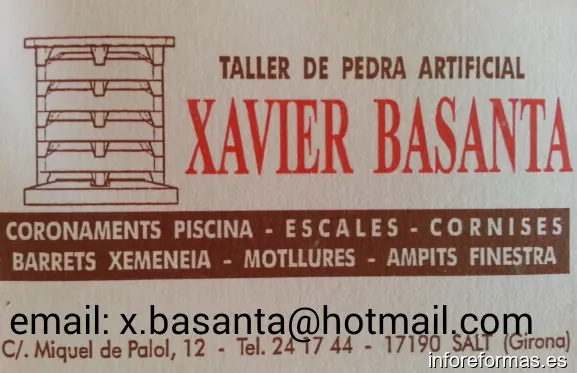 TALLER DE PEDRA ARTIFICIAL
XAVIER BASANTA
CORONAMENTS PISCINA - ESCALES - CORNISES
BARRETS XEMENEIA - MOTLLURES - AMPITS FINESTRA
email: x.basanta@hotmail.com
C/. Miquel de Palol, 12 - Tel. 24 17 44 - 17190 SALT (Girona)
inforeformas.es